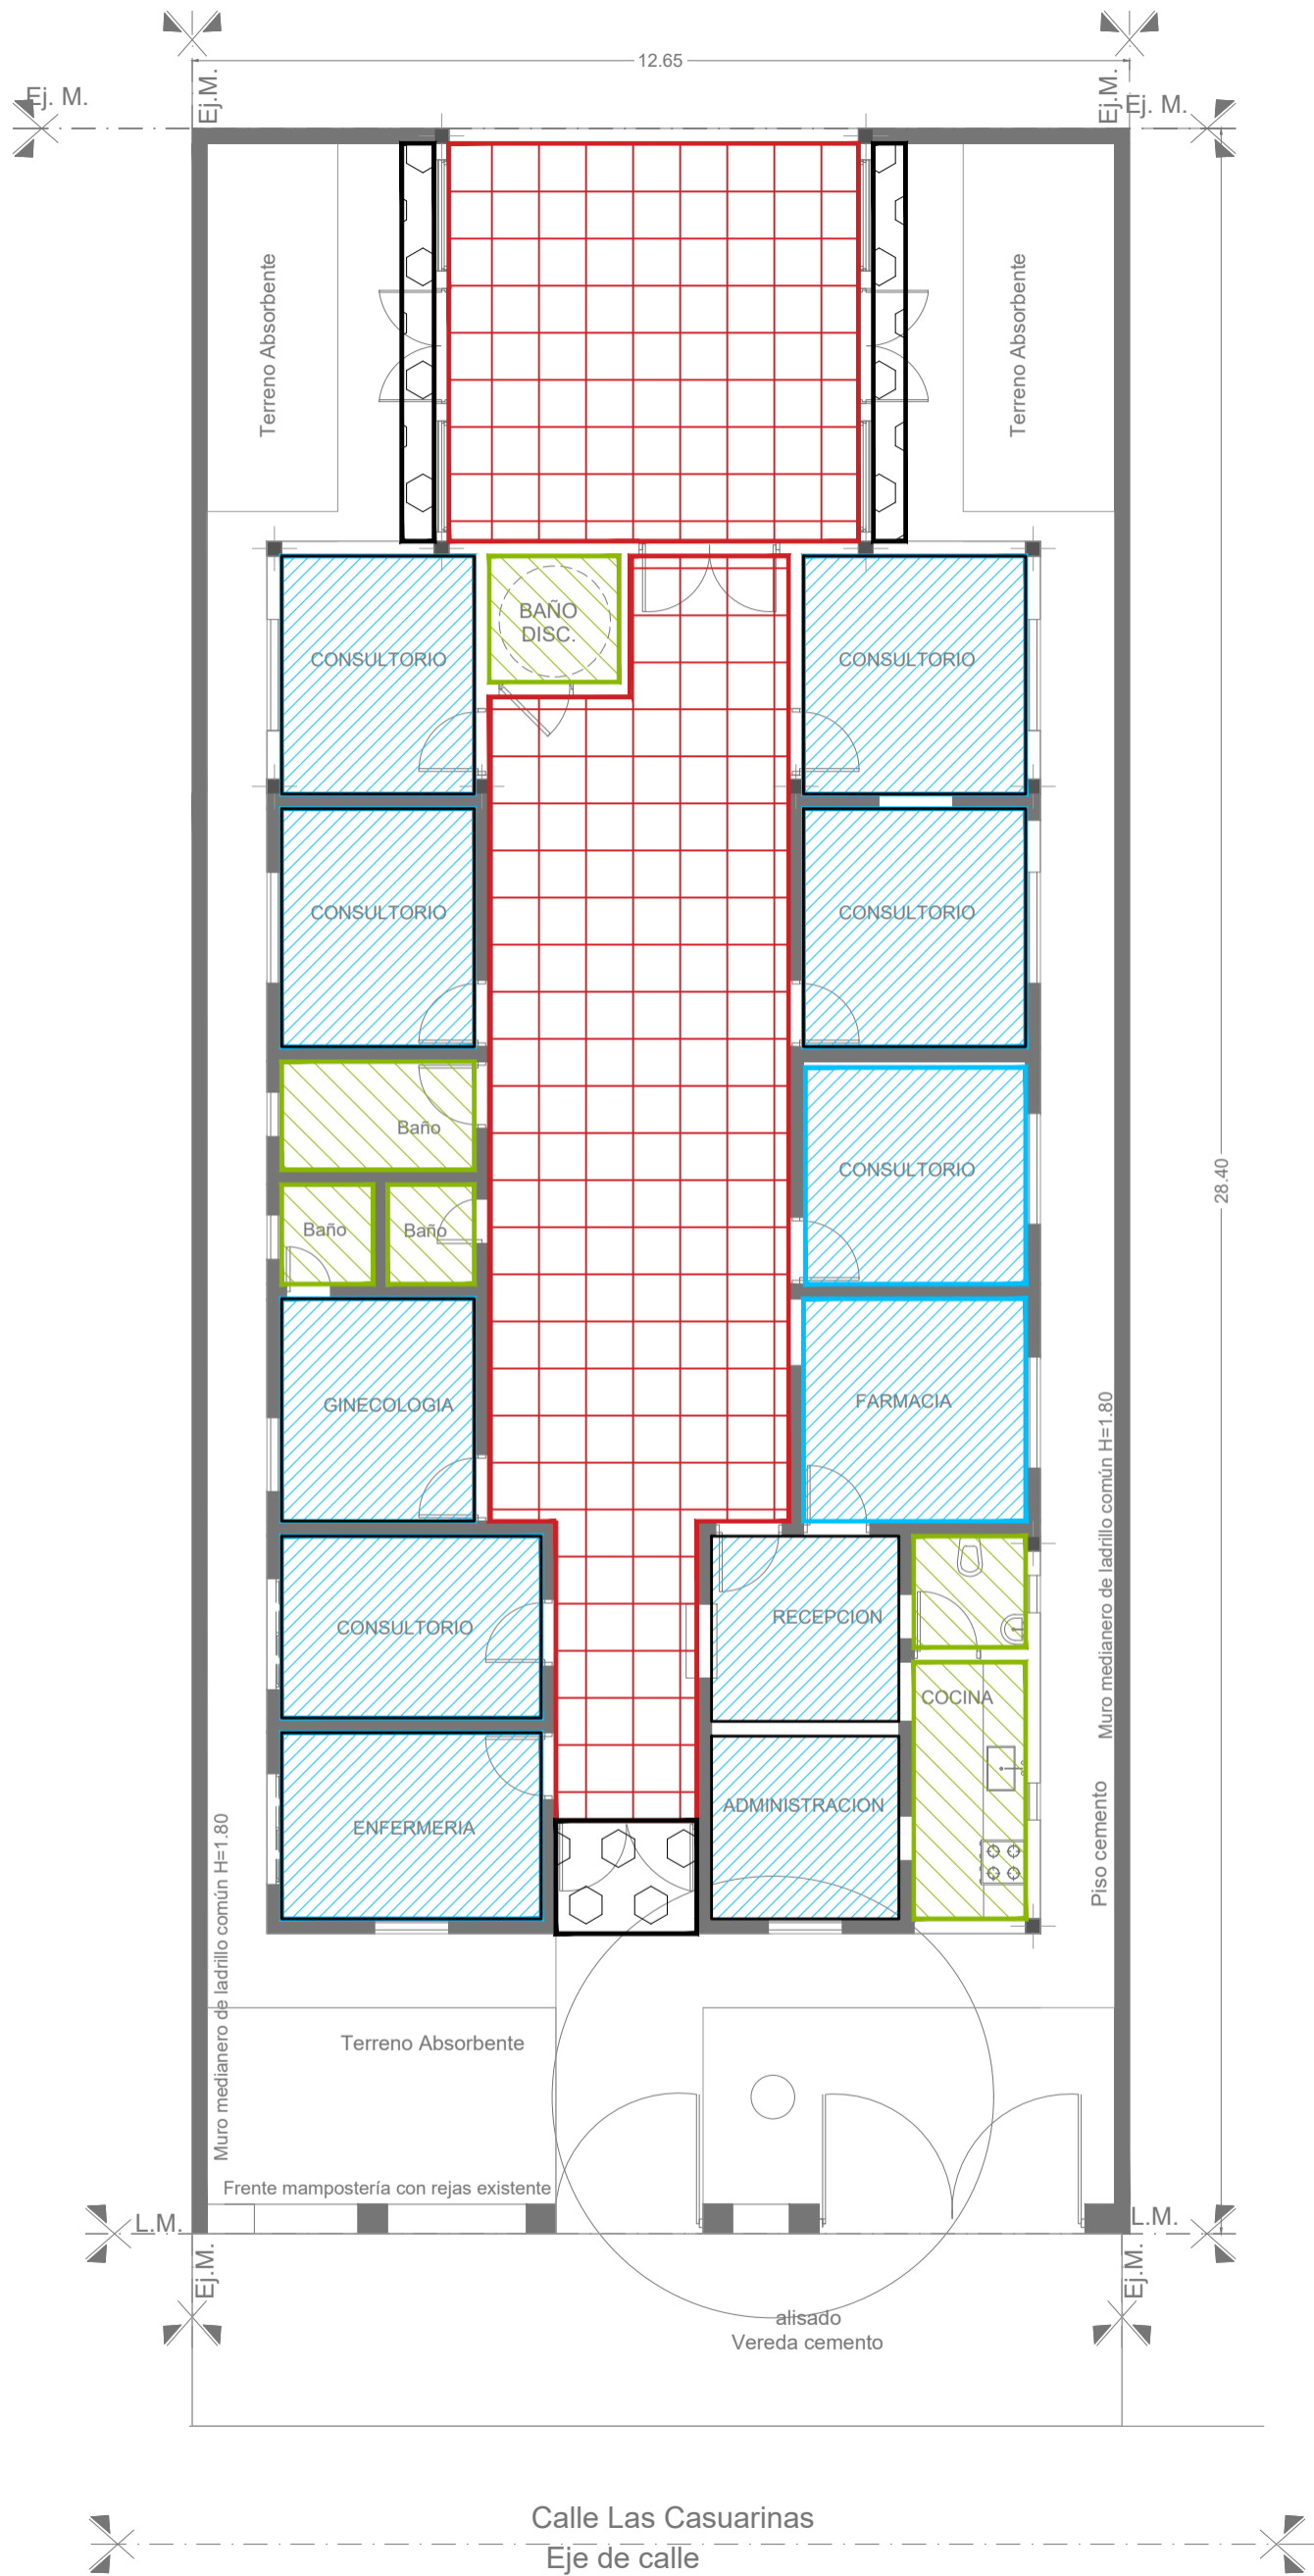 12.65
Ej. M.
Ej.M.
Ej.M.
Ej. M.
Terreno Absorbente
Terreno Absorbente
BAÑO
DISC.
CONSULTORIO
CONSULTORIO
CONSULTORIO
CONSULTORIO
Baño
CONSULTORIO
28.40
Baño
Baño
GINECOLOGIA
FARMACIA
Muro medianero de ladrillo común H=1.80
CONSULTORIO
RECEPCION
COCINA
ENFERMERIA
ADMINISTRACION
Piso cemento
Muro medianero de ladrillo común H=1.80
Terreno Absorbente
Frente mampostería con rejas existente
L.M.
L.M.
Ej.M.
Ej.M.
alisado
Vereda cemento
Calle Las Casuarinas
Eje de calle